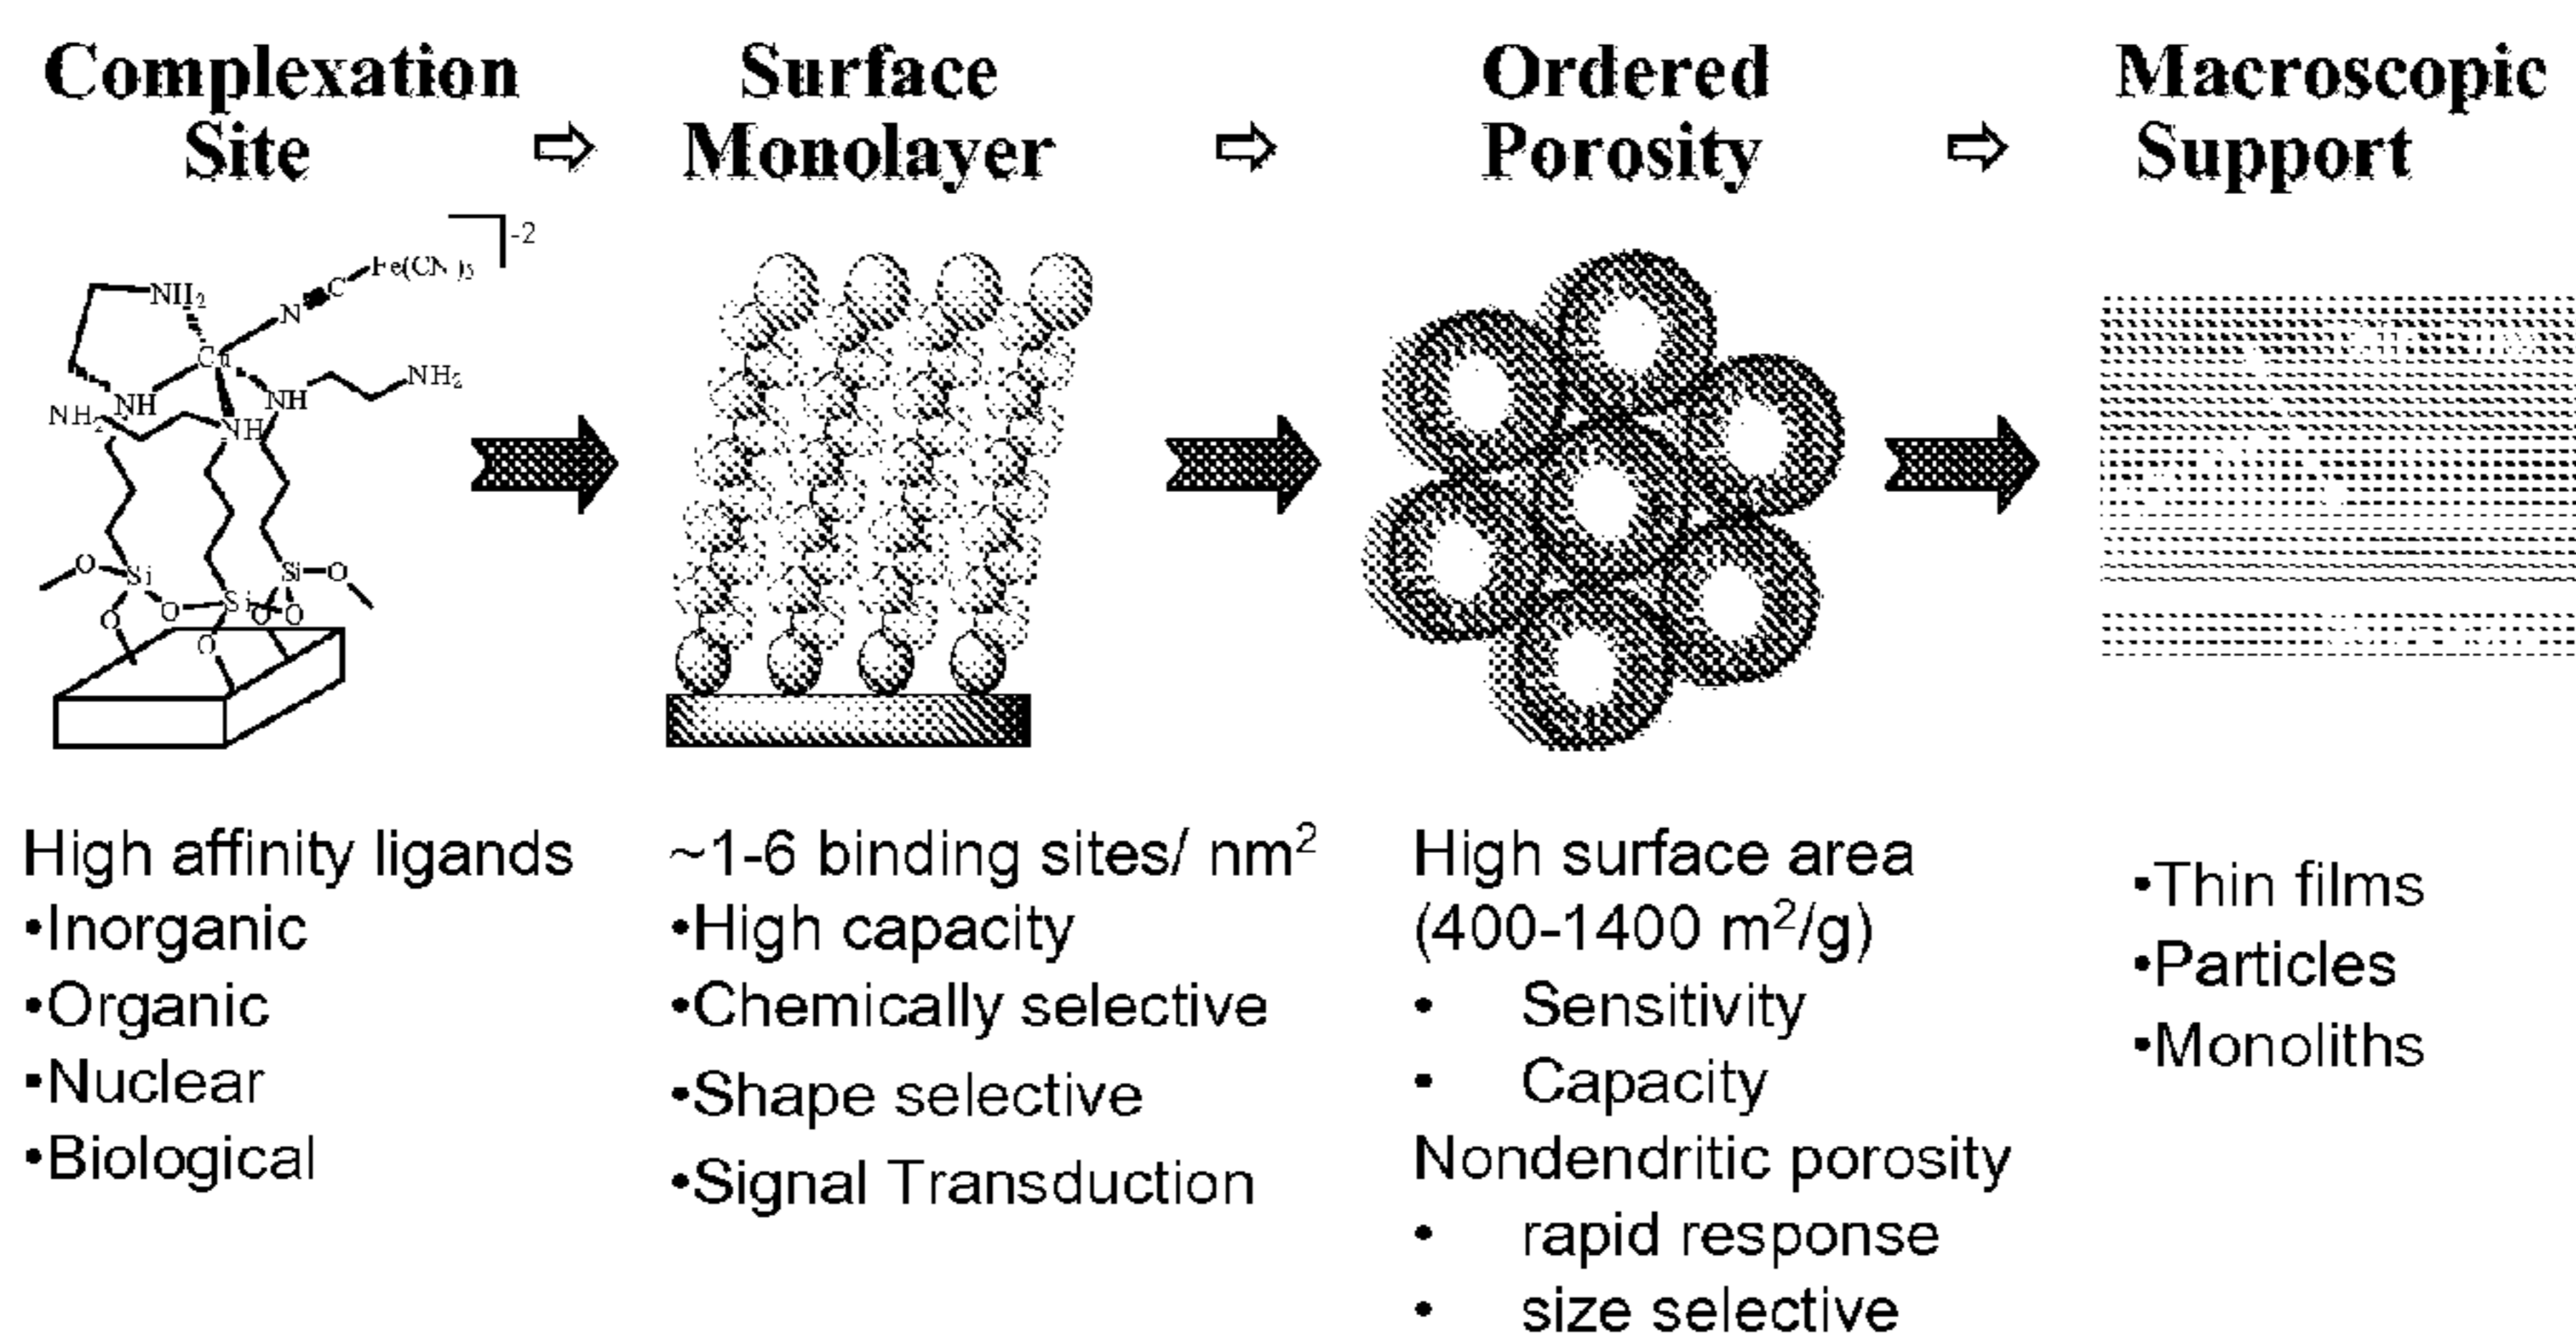 Complexation
Site
⇨
Surface
Monolayer
⇨
Ordered
Porosity
⇨
Macroscopic
Support
-2
NH₂
N
C
Fe(CN)₅
Cu
NH
NH
NH₂
NH₂
NH
Si
O
Si
O
O
Si
O
O
O
O
High affinity ligands
•Inorganic
•Organic
•Nuclear
•Biological
~1-6 binding sites/ nm²
•High capacity
•Chemically selective
•Shape selective
•Signal Transduction
High surface area
(400-1400 m²/g)
• Sensitivity
• Capacity
Nondendritic porosity
• rapid response
• size selective
•Thin films
•Particles
•Monoliths